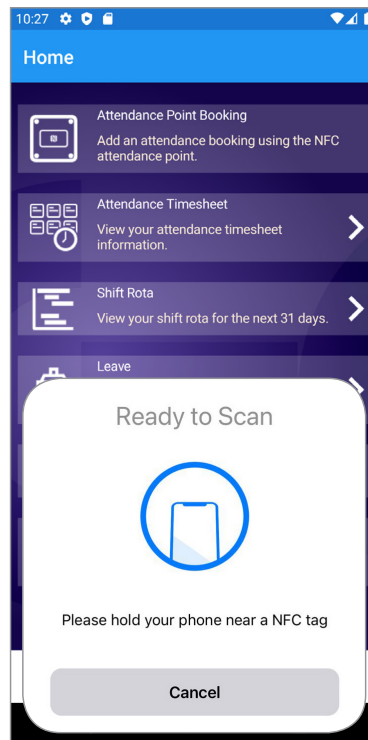 10:27
Home
Attendance Point Booking
Add an attendance booking using the NFC
attendance point.
Attendance Timesheet
View your attendance timesheet
information.
Shift Rota
View your shift rota for the next 31 days.
Leave
Ready to Scan
Please hold your phone near a NFC tag
Cancel